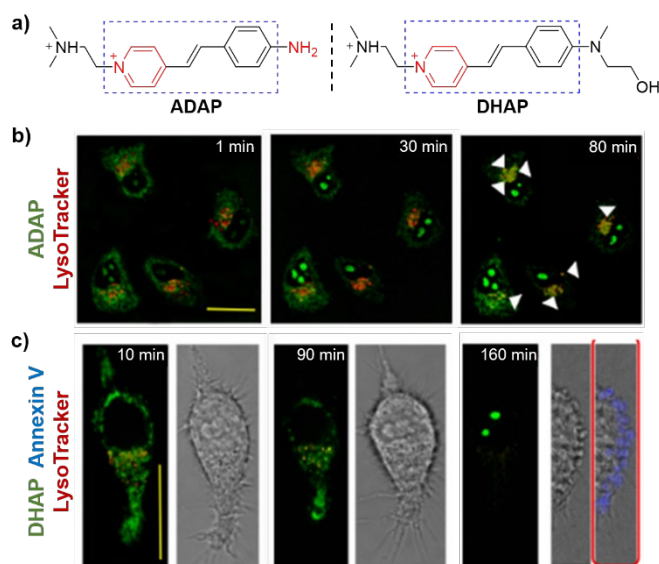 a)
NH+
N
+
NH2
ADAP
NH+
N
+
N
OH
DHAP
b)
ADAP
LysoTracker
1 min
30 min
80 min
c)
DHAP Annexin V
LysoTracker
10 min
90 min
160 min